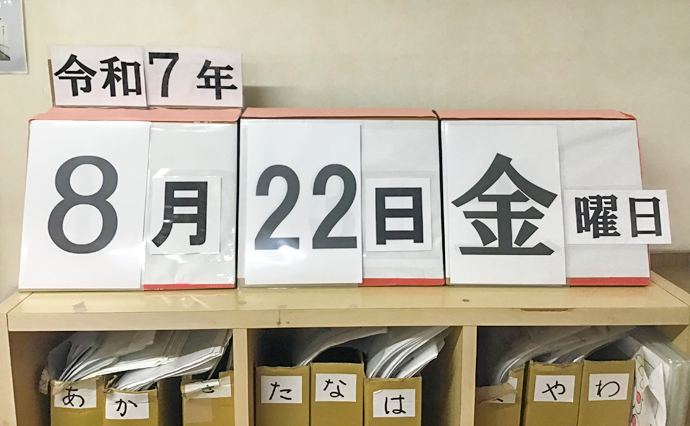 令和7年
8月22日金曜日
あ か さ た な は や わ